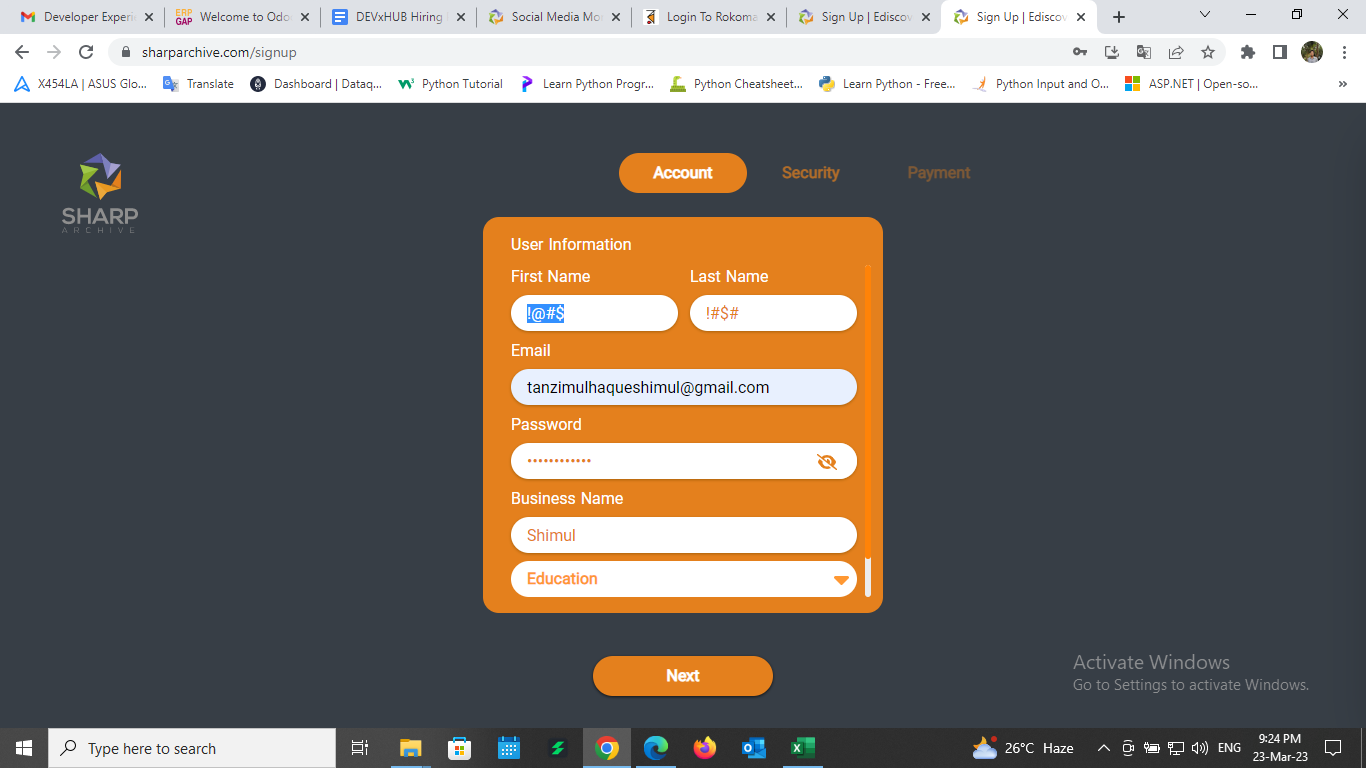 Developer Experi
Welcome to Odo
DEVxHUB Hiring
Social Media Mo
Login To Rokoma
Sign Up | Ediscov
Sign Up | Ediscov
sharparchive.com/signup
X454LA | ASUS Glo...
Translate
Dashboard | Dataq...
Python Tutorial
Learn Python Progr...
Python Cheatsheet...
Learn Python - Free...
Python Input and O...
ASP.NET | Open-so...
ERP
GAP
SHARP
ARCHIVE
Account
Security
Payment
User Information
First Name
Last Name
!@#$
!#$#
Email
tanzimulhaqueshimul@gmail.com
Password
••••••••••••
Business Name
Shimul
Education
Next
Activate Windows
Go to Settings to activate Windows.
Type here to search
26°C Haze
ENG
9:24 PM
23-Mar-23